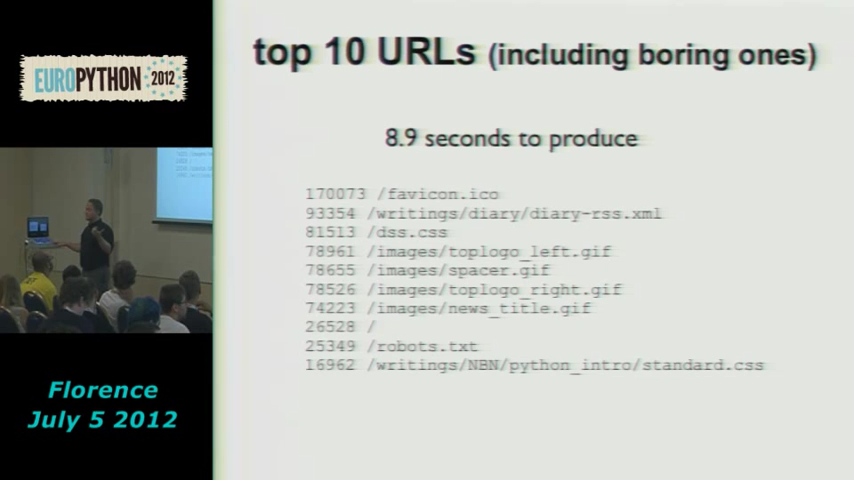 EUROPYTHON 2012
top 10 URLs (including boring ones)
8.9 seconds to produce
170073 /favicon.ico
93354 /writings/diary/diary-rss.xml
81513 /dss.css
78961 /images/toplogo_left.gif
78655 /images/spacer.gif
78526 /images/toplogo_right.gif
74223 /images/news_title.gif
26528 /
25349 /robots.txt
16962 /writings/NBN/python_intro/standard.css
Florence
July 5 2012